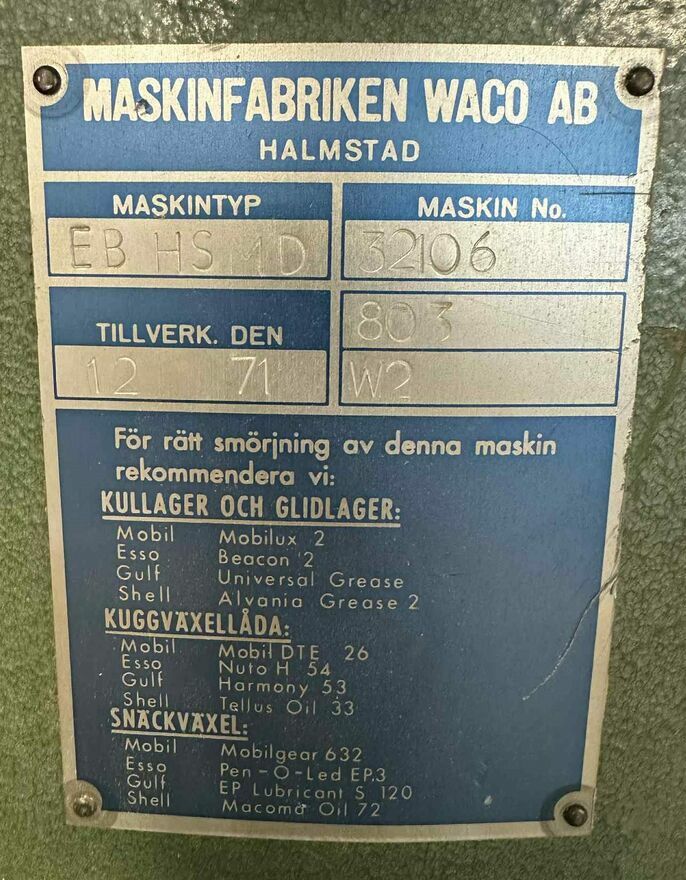 MASKINFABRIKEN WACO AB
HALMSTAD
MASKINTYP
EB HS MD
MASKIN No.
32106
TILLVERK. DEN
12 71
803
W2
För rätt smörjning av denna maskin
rekommendera vi:
KULLAGER OCH GLIDLAGER:
Mobil Mobilux 2
Esso Beacon 2
Gulf Universal Grease
Shell Alvania Grease 2
KUGGVÄXELLÅDA:
Mobil Mobil DTE 26
Esso Nuto H 54
Gulf Harmony 53
Shell Tellus Oil 33
SNÄCKVÄXEL:
Mobil Mobilgear 632
Esso Pen-O-Led EP.3
Gulf EP Lubricant S 120
Shell Macoma Oil 72